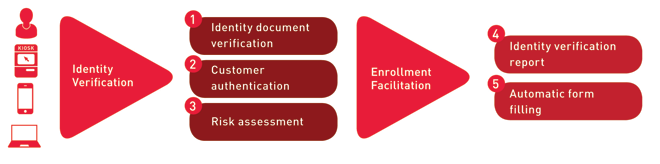 KIOSK
Identity
Verification
1
Identity document
verification
2
Customer
authentication
3
Risk assessment
Enrollment
Facilitation
4
Identity verification
report
5
Automatic form
filling